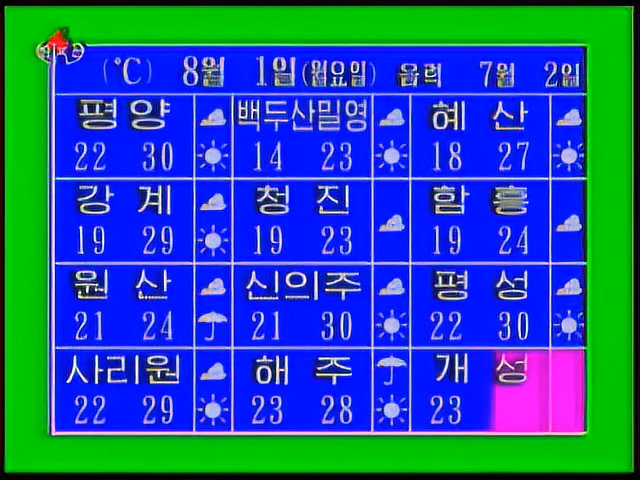 (℃) 8월 1일(월요일) 음력 7월 2일
평양 백두산밀영 혜산
22 30 14 23 18 27
강계 청진 함흥
19 29 19 23 19 24
원산 신의주 평성
21 24 21 30 22 30
사리원 해주 개성
22 29 23 28 23